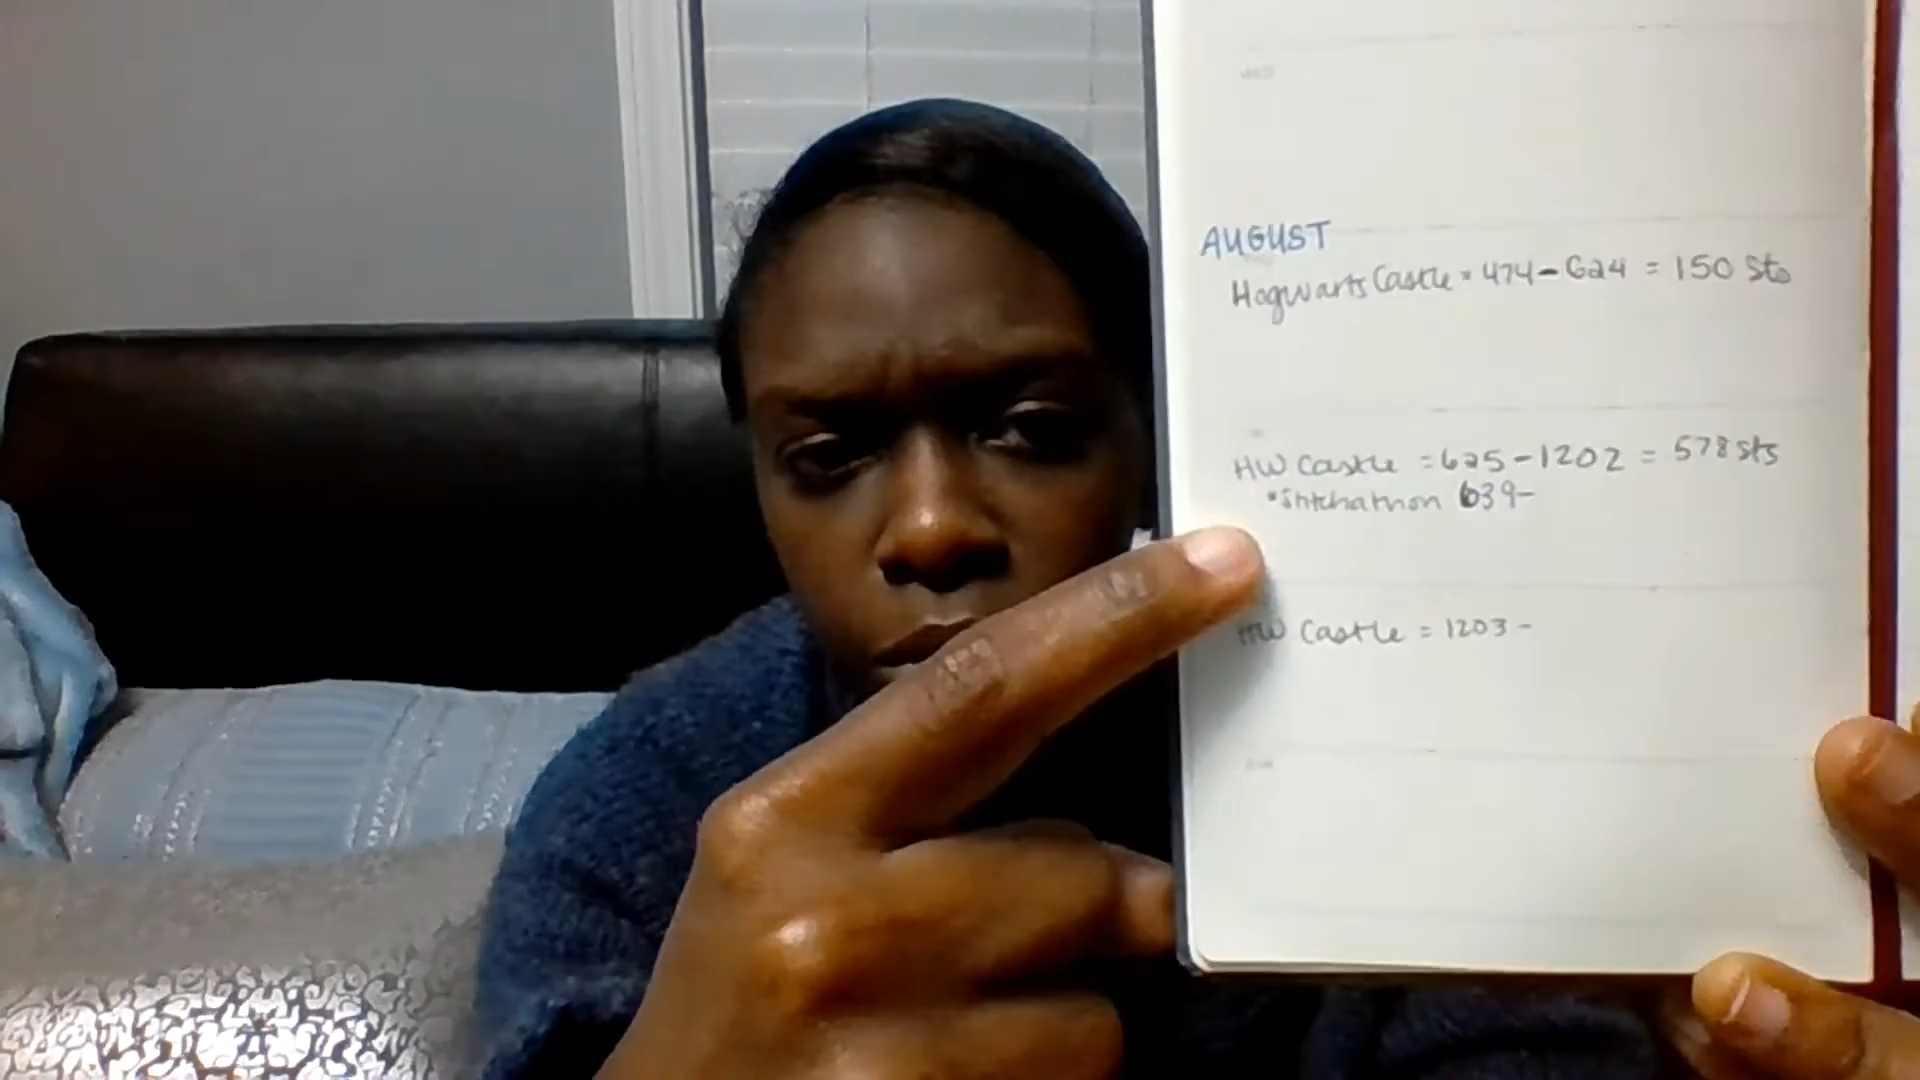 AUGUST
Hogwarts Castle = 474-624 = 150 Sts
HW Castle = 625-1202 = 578 sts
*Stitchathon 639-
HW Castle = 1203-